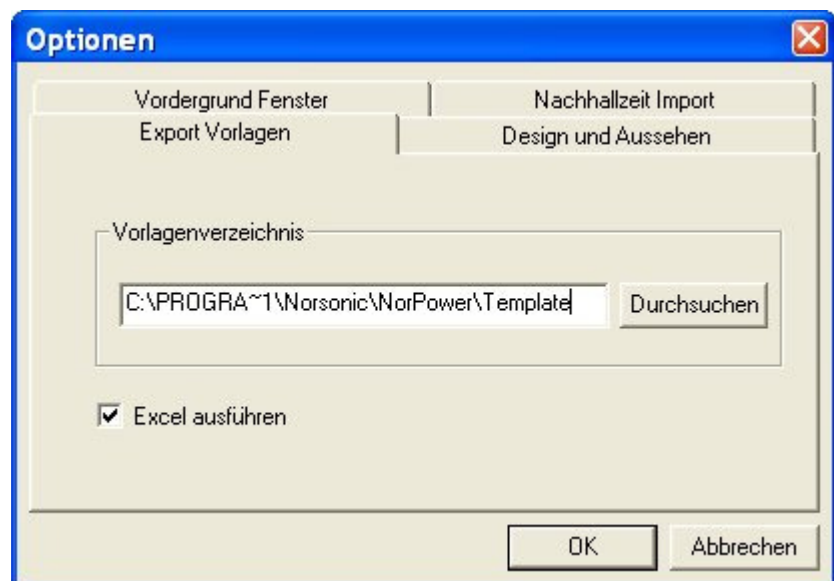 Optionen
Vordergrund Fenster
Nachhallzeit Import
Export Vorlagen
Design und Aussehen
Vorlagenverzeichnis
C:\PROGRA~1\Norsonic\NorPower\Template
Durchsuchen
Excel ausführen
OK
Abbrechen